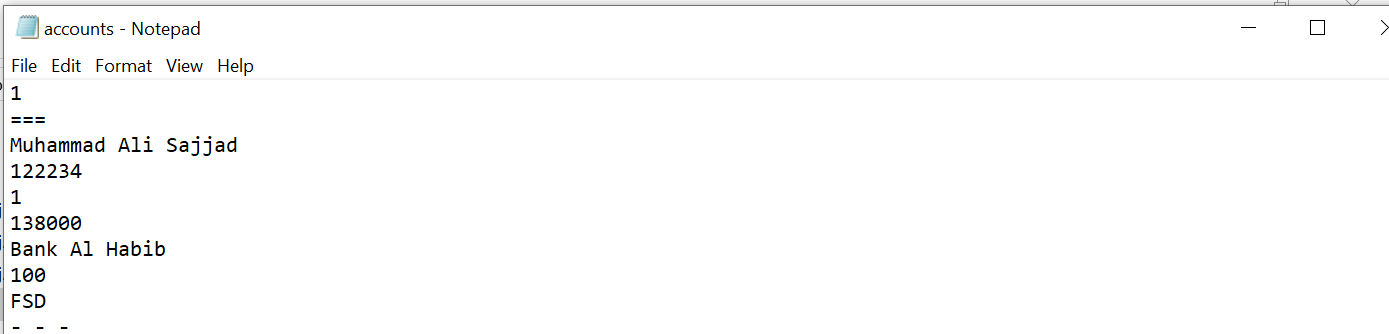 accounts - Notepad
File Edit Format View Help
1
===
Muhammad Ali Sajjad
122234
1
138000
Bank Al Habib
100
FSD
- - -